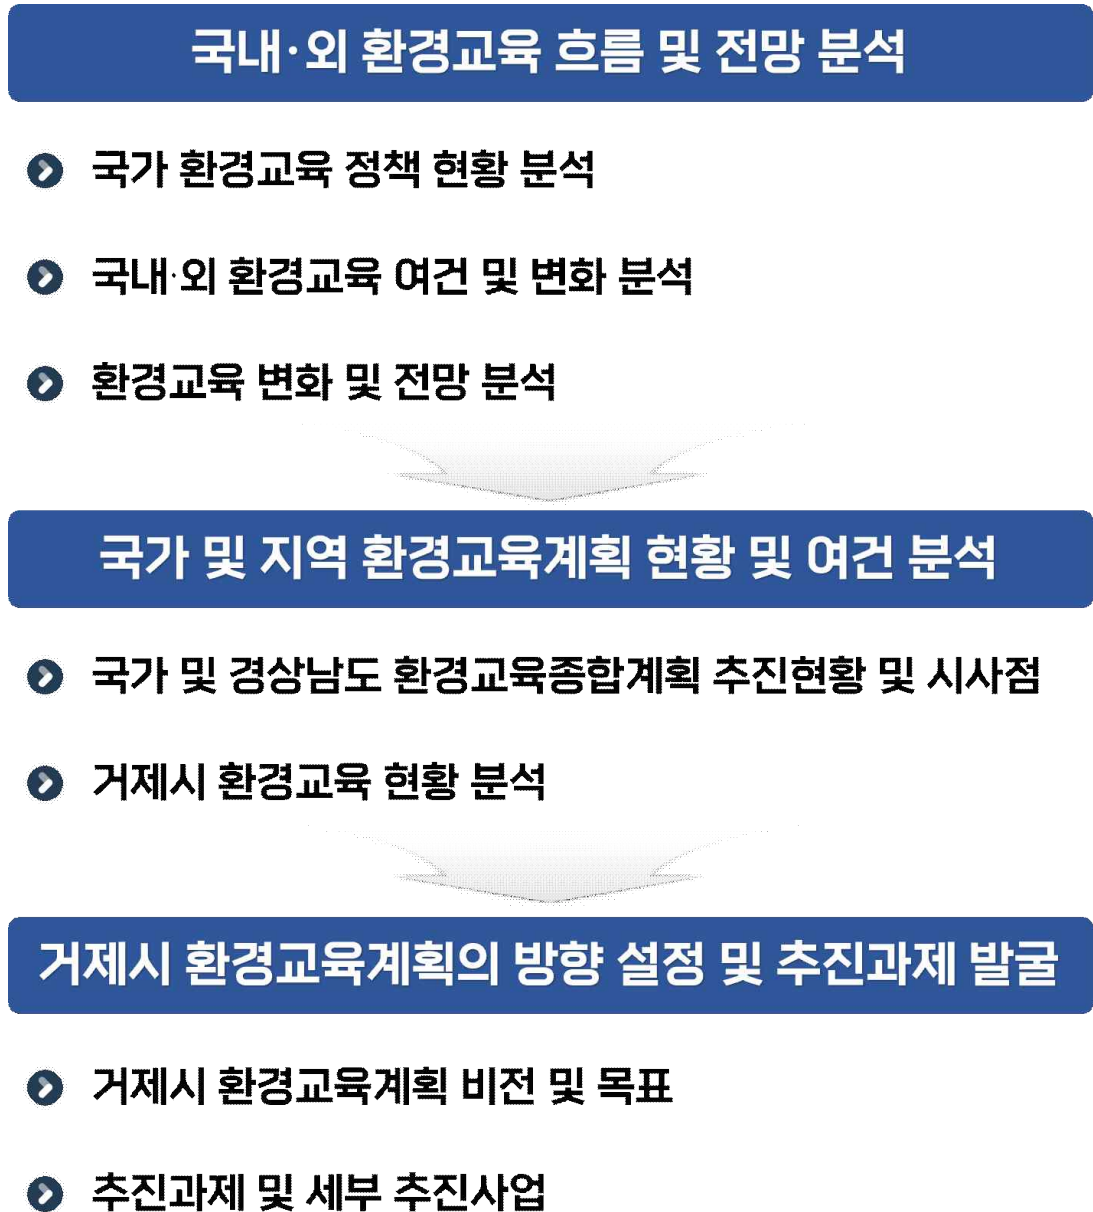 국내·외 환경교육 흐름 및 전망 분석
국가 환경교육 정책 현황 분석
국내·외 환경교육 여건 및 변화 분석
환경교육 변화 및 전망 분석
국가 및 지역 환경교육계획 현황 및 여건 분석
국가 및 경상남도 환경교육종합계획 추진현황 및 시사점
거제시 환경교육 현황 분석
거제시 환경교육계획의 방향 설정 및 추진과제 발굴
거제시 환경교육계획 비전 및 목표
추진과제 및 세부 추진사업